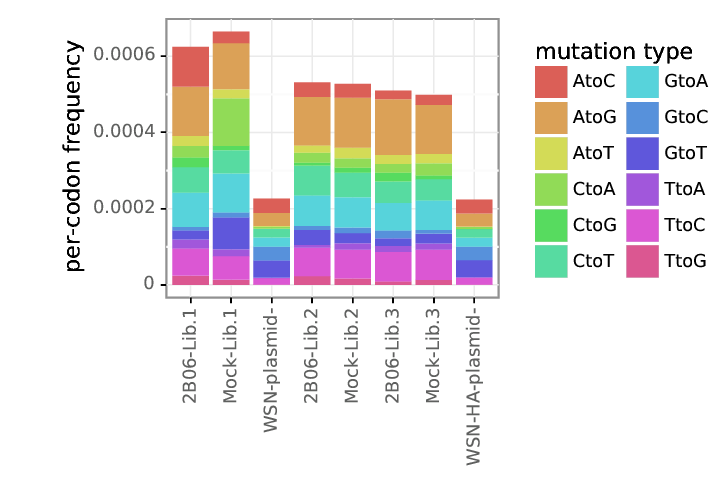 per-codon frequency
0.0006
0.0004
0.0002
0
2B06-Lib.1
Mock-Lib.1
WSN-plasmid-
2B06-Lib.2
Mock-Lib.2
2B06-Lib.3
Mock-Lib.3
WSN-HA-plasmid-
mutation type
AtoC
AtoG
AtoT
CtoA
CtoG
CtoT
GtoA
GtoC
GtoT
TtoA
TtoC
TtoG